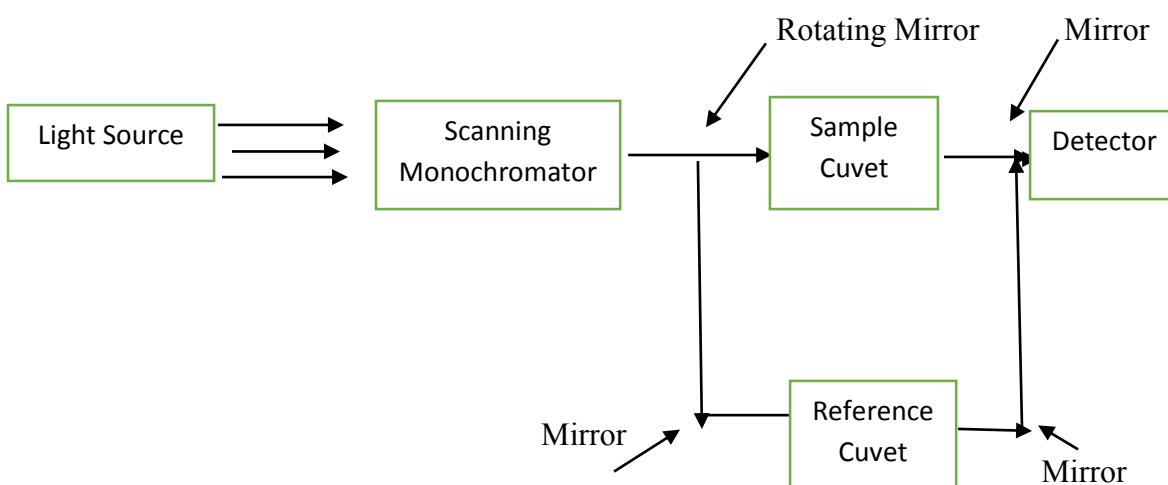 Rotating Mirror
Mirror
Light Source
Scanning
Monochromator
Sample
Cuvet
Detector
Mirror
Reference
Cuvet
Mirror